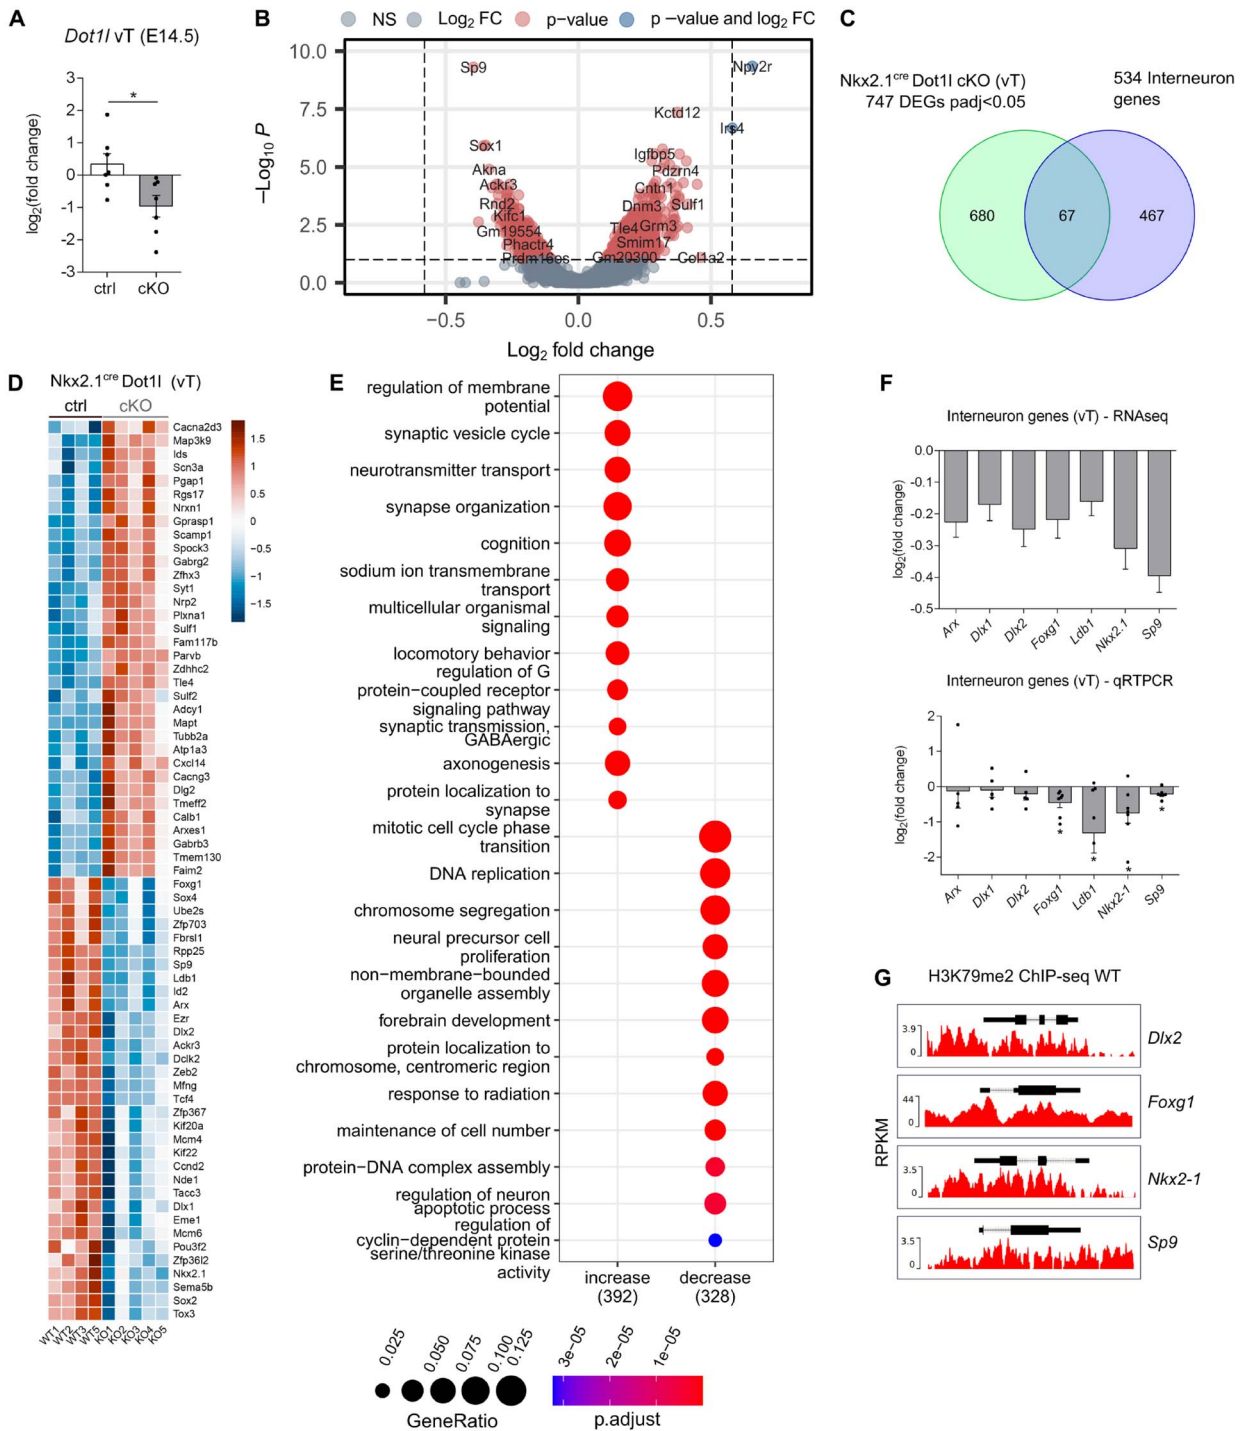 A
Dot1l vT (E14.5)
3
2
1
0
-1
-2
-3
log2(fold change)
*
ctrl
cKO
B
NS
Log2 FC
p−value
p −value and log2 FC
10.0
7.5
5.0
2.5
0.0
−Log10 P
Sp9
Npy2r
Kctd12
Irs4
Sox1
Igfbp5
Akna
Pdzrn4
Ackr3
Cntn1
Rnd2
Dnm3
Sulf1
Kifc1
Tle4
Grm3
Gm19554
Smim17
Phactr4
Prdm16os
Gm20300
Col1a2
−0.5
0.0
0.5
Log2 fold change
C
Nkx2.1cre Dot1l cKO (vT)
747 DEGs padj<0.05
534 Interneuron
genes
680
67
467
D
Nkx2.1cre Dot1l (vT)
ctrl
cKO
Cacna2d3
Map3k9
Ids
Scn3a
Pgap1
Rgs17
Nrxn1
Gprasp1
Scamp1
Spock3
Gabrg2
Zfhx3
Syt1
Nrp2
Plxna1
Sulf1
Fam117b
Parvb
Zdhhc2
Tle4
Sulf2
Adcy1
Mapt
Tubb2a
Atp1a3
Cxcl14
Cacng3
Dlg2
Tmeff2
Calb1
Arxes1
Gabrb3
Tmem130
Faim2
Foxg1
Sox4
Ube2s
Zfp703
Fbrsl1
Rpp25
Sp9
Ldb1
Id2
Arx
Ezr
Dlx2
Ackr3
Dclk2
Zeb2
Mfng
Tcf4
Zfp367
Kif20a
Mcm4
Kif22
Ccnd2
Nde1
Tacc3
Dlx1
Eme1
Mcm6
Pou3f2
Zfp36l2
Nkx2.1
Sema5b
Sox2
Tox3
WT1
WT2
WT3
WT5
KO1
KO2
KO3
KO4
KO5
1.5
1
0.5
0
−0.5
−1
−1.5
E
regulation of membrane
potential
synaptic vesicle cycle
neurotransmitter transport
synapse organization
cognition
sodium ion transmembrane
transport
multicellular organismal
signaling
locomotory behavior
regulation of G
protein−coupled receptor
signaling pathway
synaptic transmission,
GABAergic
axonogenesis
protein localization to
synapse
mitotic cell cycle phase
transition
DNA replication
chromosome segregation
neural precursor cell
proliferation
non−membrane−bounded
organelle assembly
forebrain development
protein localization to
chromosome, centromeric region
response to radiation
maintenance of cell number
protein−DNA complex assembly
regulation of neuron
apoptotic process
regulation of
cyclin−dependent protein
serine/threonine kinase
activity
increase
(392)
decrease
(328)
0.025
0.050
0.075
0.100
0.125
GeneRatio
3e−05
2e−05
1e−05
p.adjust
F
Interneuron genes (vT) - RNAseq
0.0
-0.1
-0.2
-0.3
-0.4
-0.5
log2(fold change)
Arx
Dlx1
Dlx2
Foxg1
Ldb1
Nkx2.1
Sp9
Interneuron genes (vT) - qRTPCR
2
1
0
-1
-2
log2(fold change)
*
*
*
*
Arx
Dlx1
Dlx2
Foxg1
Ldb1
Nkx2-1
Sp9
G
H3K79me2 ChIP-seq WT
RPKM
3.9
0
Dlx2
44
0
Foxg1
3.5
0
Nkx2-1
3.5
0
Sp9